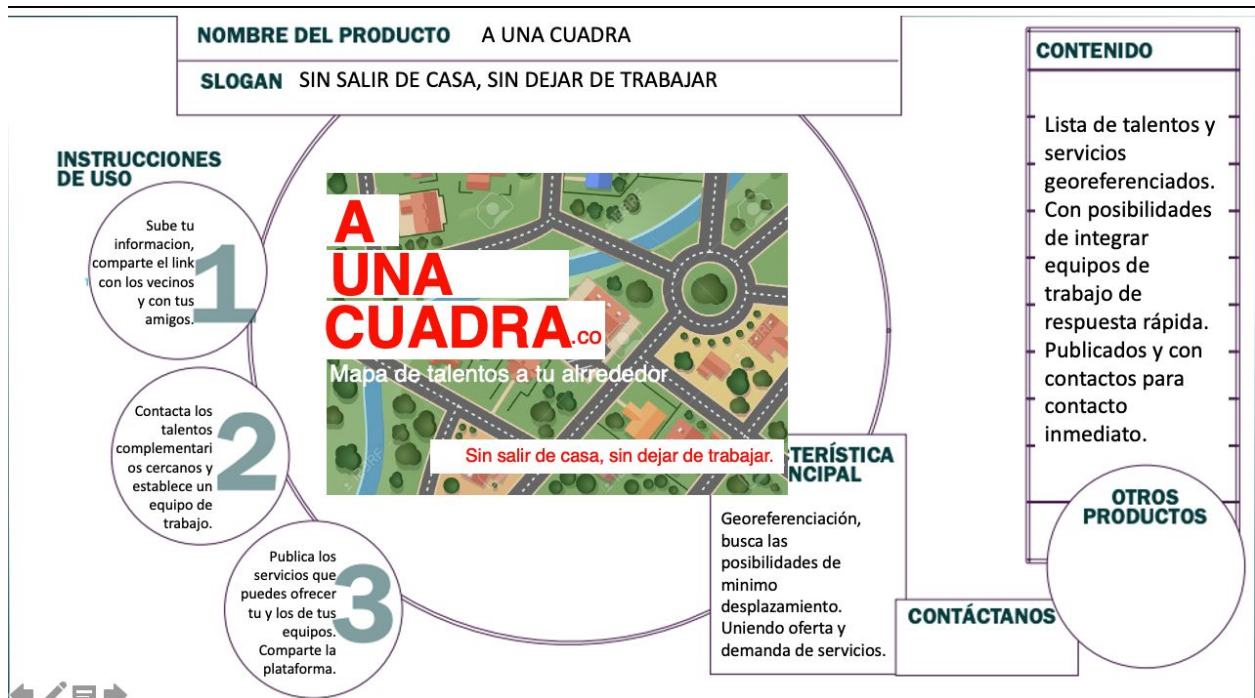 NOMBRE DEL PRODUCTO A UNA CUADRA
SLOGAN SIN SALIR DE CASA, SIN DEJAR DE TRABAJAR
INSTRUCCIONES
DE USO
Sube tu
informacion,
comparte el link
con los vecinos
y con tus
amigos.
1
Contacta los
talentos
complementari
os cercanos y
establece un
equipo de
trabajo.
2
Publica los
servicios que
puedes ofrecer
tu y los de tus
equipos.
Comparte la
plataforma.
3
A
UNA
CUADRA.co
Mapa de talentos a tu alrrededor
Sin salir de casa, sin dejar de trabajar.
TERÍSTICA
NCIPAL
Georeferenciación,
busca las
posibilidades de
minimo
desplazamiento.
Uniendo oferta y
demanda de servicios.
CONTENIDO
Lista de talentos y
servicios
georeferenciados.
Con posibilidades
de integrar
equipos de
trabajo de
respuesta rápida.
Publicados y con
contactos para
contacto
inmediato.
OTROS
PRODUCTOS
CONTÁCTANOS